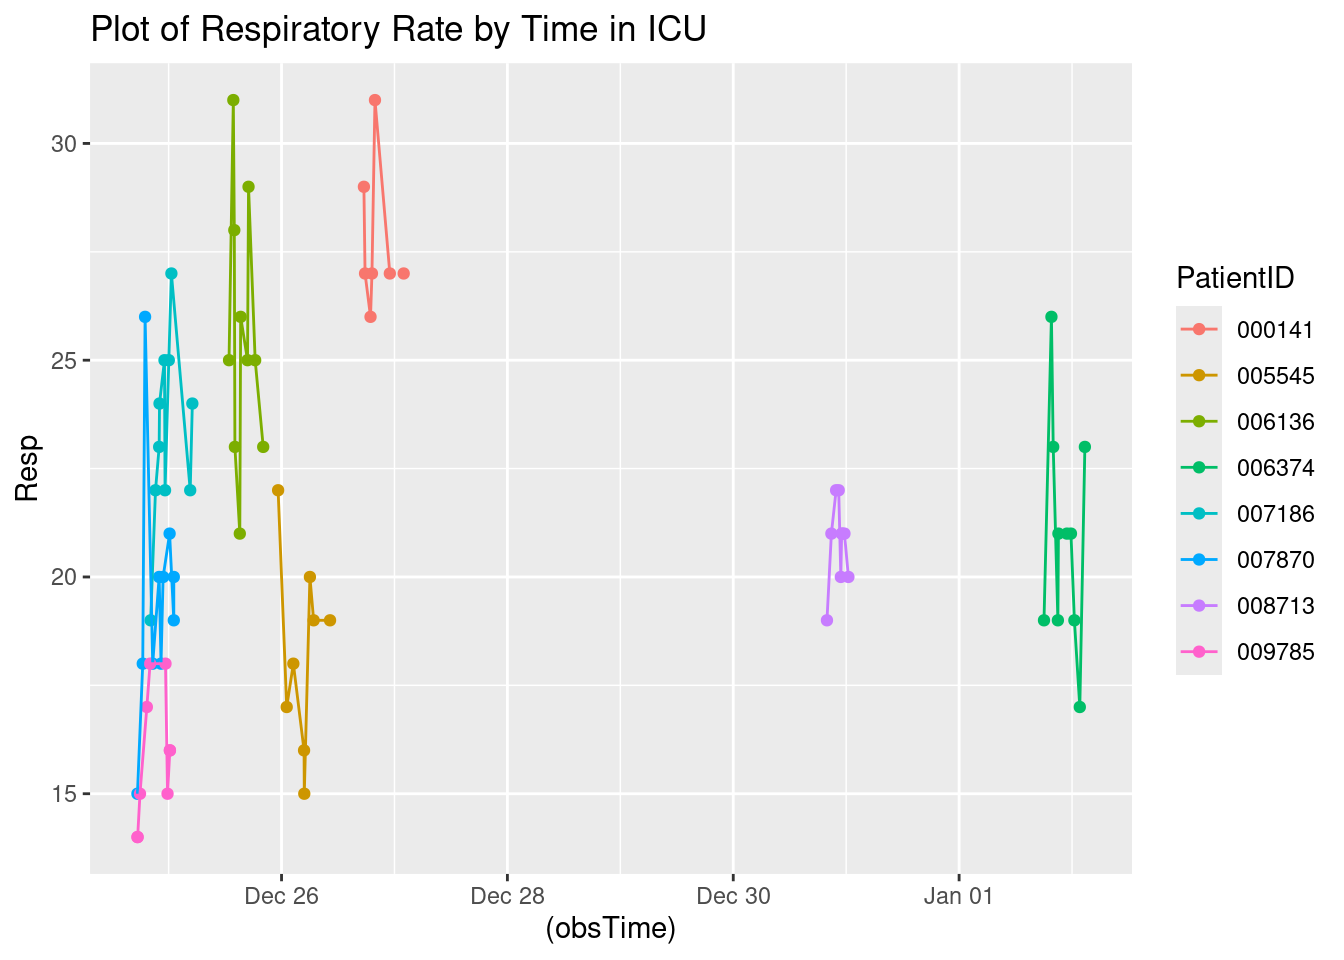 Plot of Respiratory Rate by Time in ICU
30
25
20
15
Resp
Dec 26
Dec 28
Dec 30
Jan 01
(obsTime)
PatientID
000141
005545
006136
006374
007186
007870
008713
009785